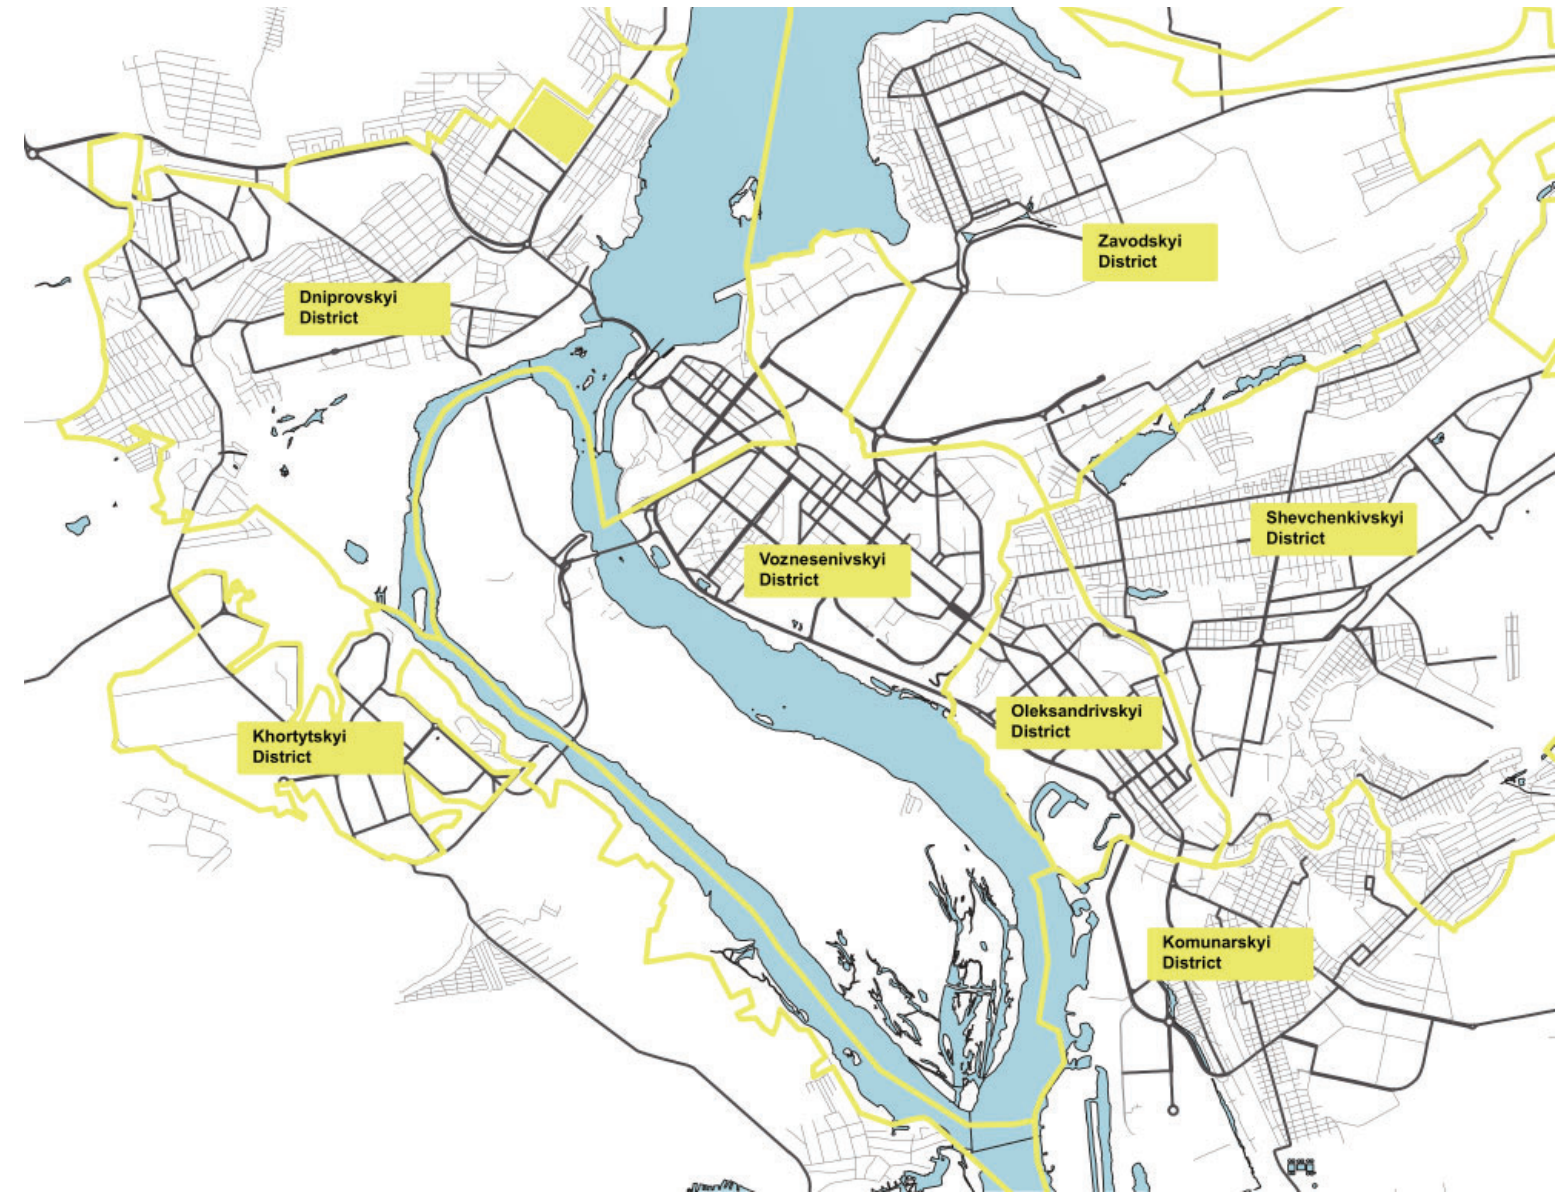 Zavodskyi
District
Dniprovskyi
District
Shevchenkivskyi
District
Voznesenivskyi
District
Oleksandrivskyi
District
Khortytskyi
District
Komunarskyi
District